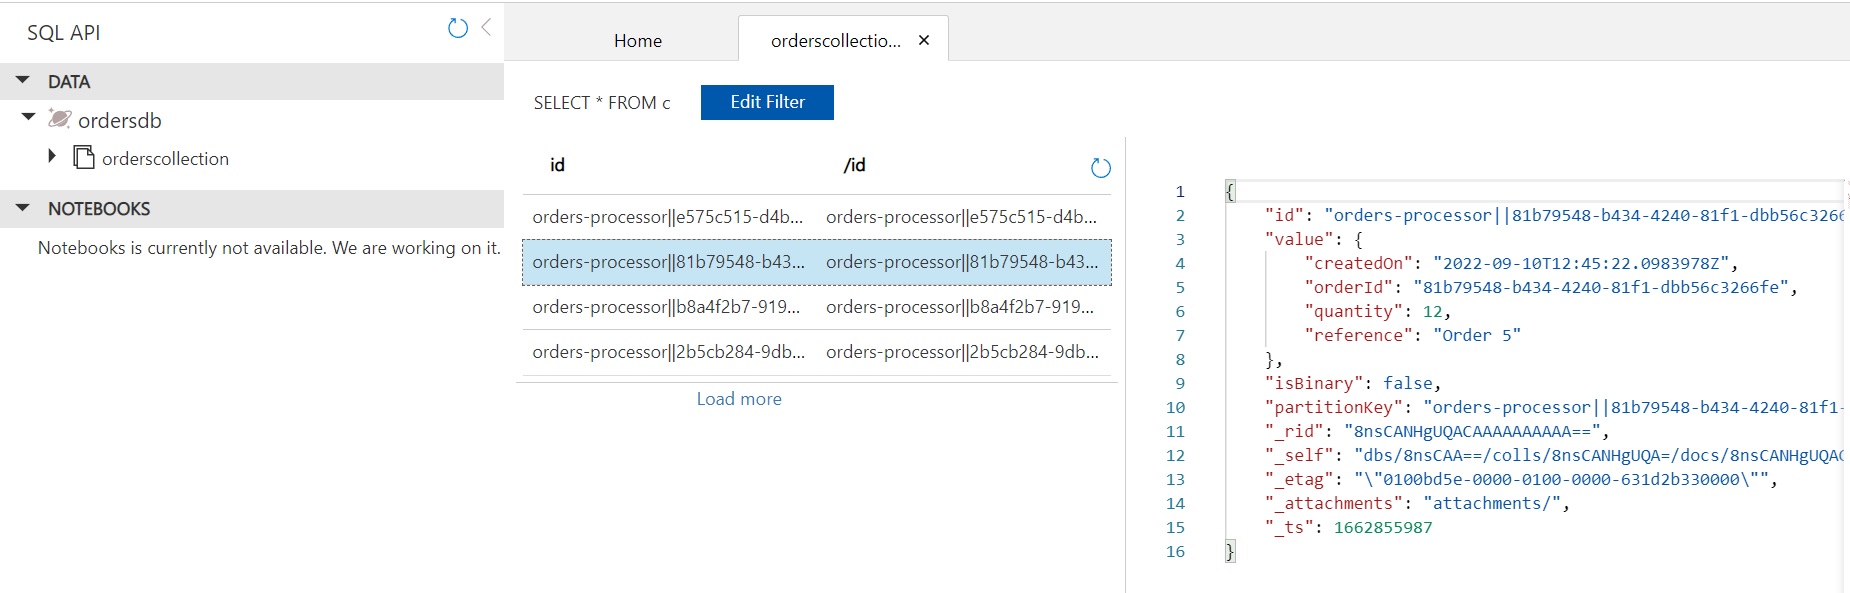 SQL API
DATA
ordersdb
orderscollection
NOTEBOOKS
Notebooks is currently not available. We are working on it.
Home
orderscollectio...
SELECT * FROM c
Edit Filter
id /id
orders-processor||e575c515-d4b... orders-processor||e575c515-d4b...
orders-processor||81b79548-b43... orders-processor||81b79548-b43...
orders-processor||b8a4f2b7-919... orders-processor||b8a4f2b7-919...
orders-processor||2b5cb284-9db... orders-processor||2b5cb284-9db...
Load more
1 {
2 "id": "orders-processor||81b79548-b434-4240-81f1-dbb56c3266
3 "value": {
4 "createdOn": "2022-09-10T12:45:22.0983978Z",
5 "orderId": "81b79548-b434-4240-81f1-dbb56c3266fe",
6 "quantity": 12,
7 "reference": "Order 5"
8 },
9 "isBinary": false,
10 "partitionKey": "orders-processor||81b79548-b434-4240-81f1-
11 "_rid": "8nsCANHgUQACAAAAAAAAAA==",
12 "_self": "dbs/8nsCAA==/colls/8nsCANHgUQA=/docs/8nsCANHgUQAC
13 "_etag": "\"0100bd5e-0000-0100-0000-631d2b330000\"",
14 "_attachments": "attachments/",
15 "_ts": 1662855987
16 }